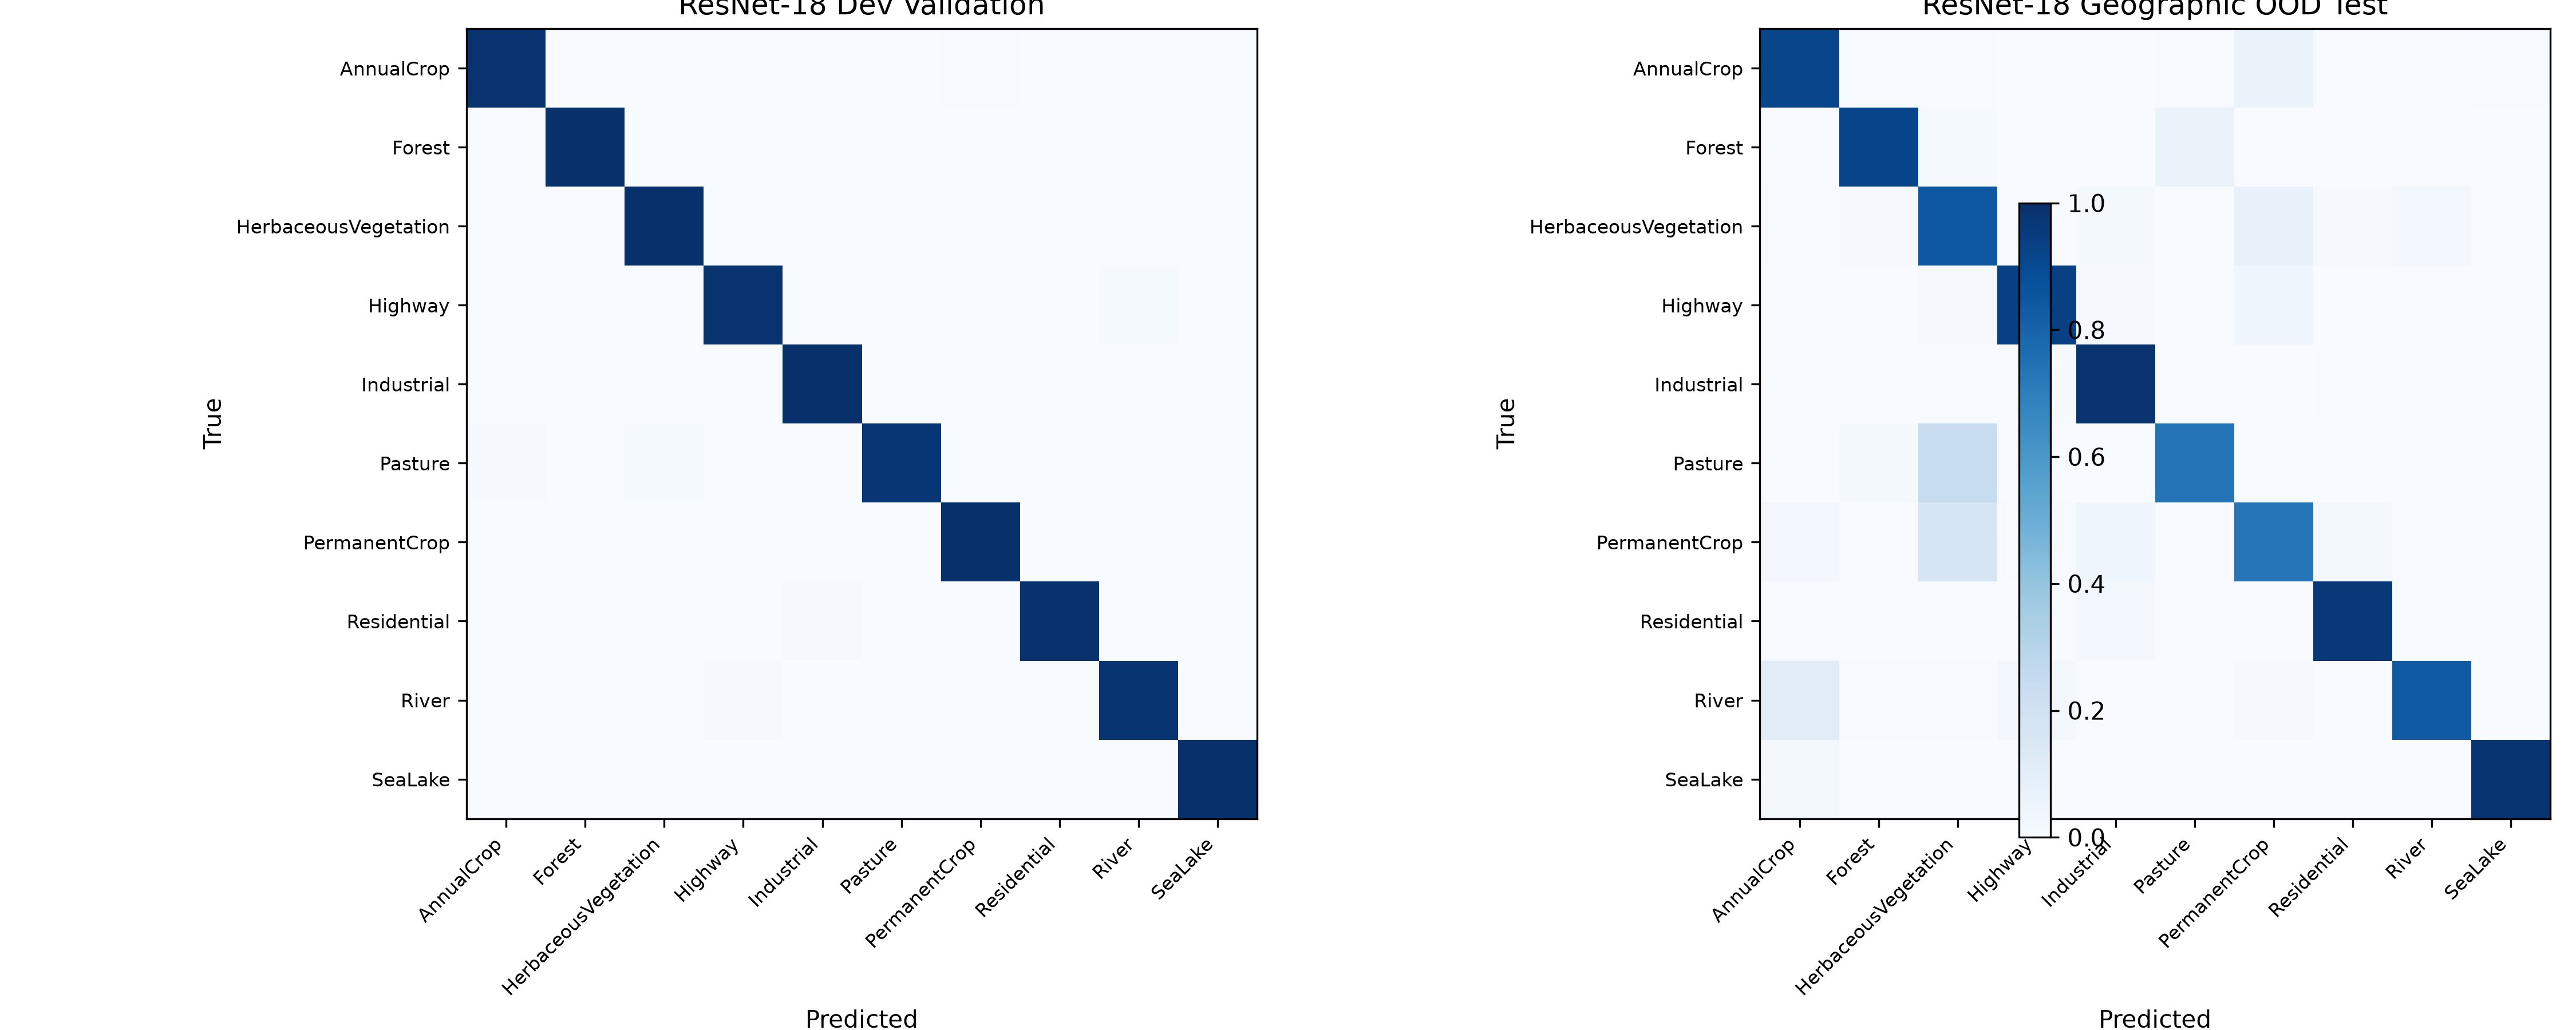 ResNet-18 Dev Validation
True
AnnualCrop
Forest
HerbaceousVegetation
Highway
Industrial
Pasture
PermanentCrop
Residential
River
SeaLake
AnnualCrop
Forest
HerbaceousVegetation
Highway
Industrial
Pasture
PermanentCrop
Residential
River
SeaLake
Predicted
ResNet-18 Geographic OOD Test
True
AnnualCrop
Forest
HerbaceousVegetation
Highway
Industrial
Pasture
PermanentCrop
Residential
River
SeaLake
1.0
0.8
0.6
0.4
0.2
0.0
AnnualCrop
Forest
HerbaceousVegetation
Highway
Industrial
Pasture
PermanentCrop
Residential
River
SeaLake
Predicted